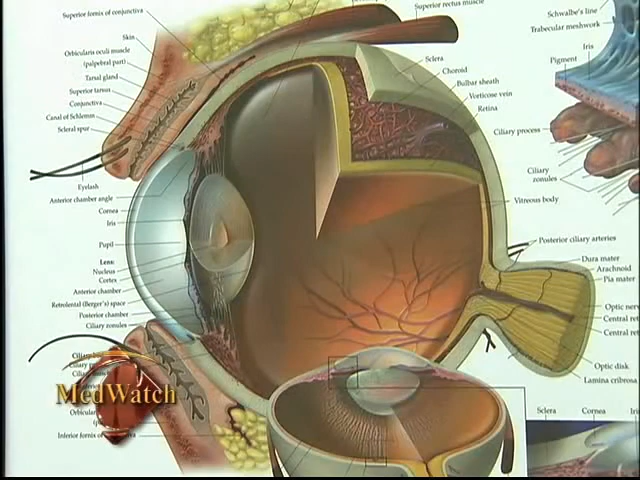 Superior fornix of conjunctiva
Skin
Orbicularis oculi muscle
(palpebral part)
Tarsal gland
Superior tarsus
Conjunctiva
Canal of Schlemm
Scleral spur
Eyelash
Anterior chamber angle
Cornea
Iris
Pupil
Lens:
Nucleus
Cortex
Anterior chamber
Retrolental (Berger's) space
Posterior chamber
Ciliary zonules
Ciliary
MedWatch
Inferior fornix of
Superior rectus muscle
Sclera
Choroid
Bulbar sheath
Vorticose vein
Retina
Vitreous body
Posterior ciliary arteries
Dura mater
Arachnoid
Pia mater
Optic
Central
Central
Optic disk
Lamina cribrosa
Schwalbe's line
Trabecular meshwork
Iris
Pigment
Ciliary process
Ciliary
zonules
Sclera
Cornea